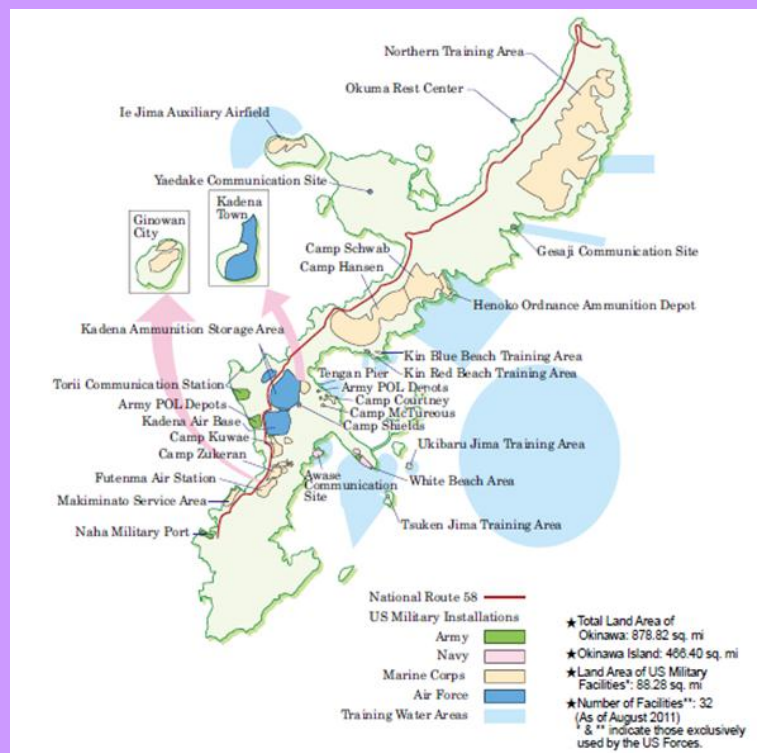 Northern Training Area
Okuma Rest Center
Ie Jima Auxiliary Airfield
Yaedake Communication Site
Ginowan
City
Kadena
Town
Camp Schwab
Camp Hansen
Gesaji Communication Site
Henoko Ordnance Ammunition Depot
Kadena Ammunition Storage Area
Kin Blue Beach Training Area
Kin Red Beach Training Area
Tengan Pier
Torii Communication Station
Army POL Depots
Camp Courtney
Army POL Depots
Camp McTureous
Kadena Air Base
Camp Shields
Camp Kuwae
Camp Zukeran
Ukibaru Jima Training Area
Futenma Air Station
Awase
Communication
Site
White Beach Area
Makiminato Service Area
Tsuken Jima Training Area
Naha Military Port
National Route 58
US Military Installations
Army
Navy
Marine Corps
Air Force
Training Water Areas
★Total Land Area of
Okinawa: 878.82 sq. mi
★Okinawa Island: 466.40 sq. mi
★Land Area of US Military
Facilities*: 88.28 sq. mi
★Number of Facilities**: 32
(As of August 2011)
* & ** indicate those exclusively
used by the US Forces.